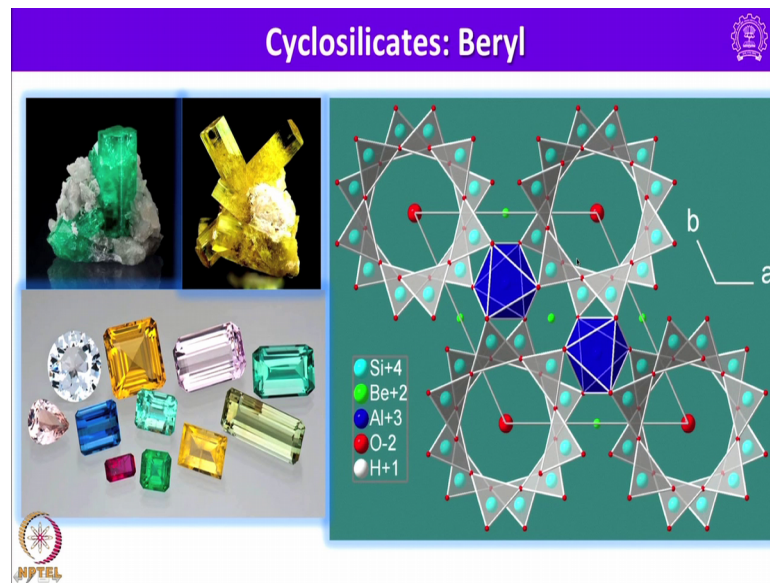 Cyclosilicates: Beryl
b
a
Si+4
Be+2
Al+3
O-2
H+1
NPTEL